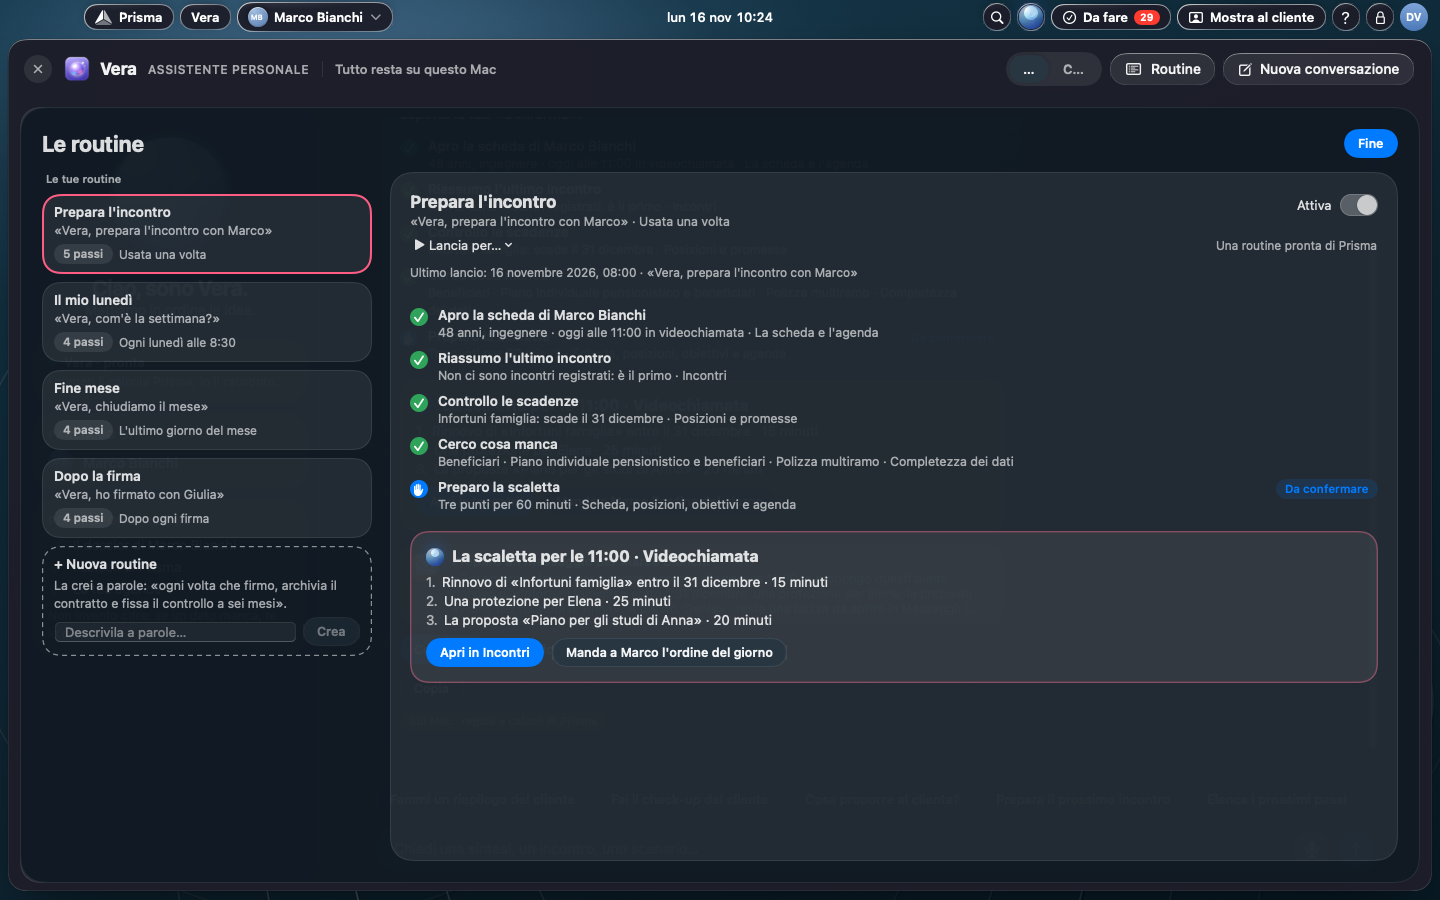 Prisma
Vera
MB Marco Bianchi
lun 16 nov 10:24
Da fare 29
Mostra al cliente
?
DV
Vera ASSISTENTE PERSONALE Tutto resta su questo Mac
...
C...
Routine
Nuova conversazione
Le routine
Fine
Le tue routine
Prepara l'incontro
«Vera, prepara l'incontro con Marco»
5 passi Usata una volta
Il mio lunedì
«Vera, com'è la settimana?»
4 passi Ogni lunedì alle 8:30
Fine mese
«Vera, chiudiamo il mese»
4 passi L'ultimo giorno del mese
Dopo la firma
«Vera, ho firmato con Giulia»
4 passi Dopo ogni firma
+ Nuova routine
La crei a parole: «ogni volta che firmo, archivia il
contratto e fissa il controllo a sei mesi».
Descrivila a parole...
Crea
Prepara l'incontro
«Vera, prepara l'incontro con Marco» · Usata una volta
Attiva
Lancia per...
Una routine pronta di Prisma
Ultimo lancio: 16 novembre 2026, 08:00 · «Vera, prepara l'incontro con Marco»
Apro la scheda di Marco Bianchi
48 anni, ingegnere · oggi alle 11:00 in videochiamata · La scheda e l'agenda
Riassumo l'ultimo incontro
Non ci sono incontri registrati: è il primo · Incontri
Controllo le scadenze
Infortuni famiglia: scade il 31 dicembre · Posizioni e promesse
Cerco cosa manca
Beneficiari · Piano individuale pensionistico e beneficiari · Polizza multiramo · Completezza dei dati
Preparo la scaletta
Tre punti per 60 minuti · Scheda, posizioni, obiettivi e agenda
Da confermare
La scaletta per le 11:00 · Videochiamata
1. Rinnovo di «Infortuni famiglia» entro il 31 dicembre · 15 minuti
2. Una protezione per Elena · 25 minuti
3. La proposta «Piano per gli studi di Anna» · 20 minuti
Apri in Incontri
Manda a Marco l'ordine del giorno